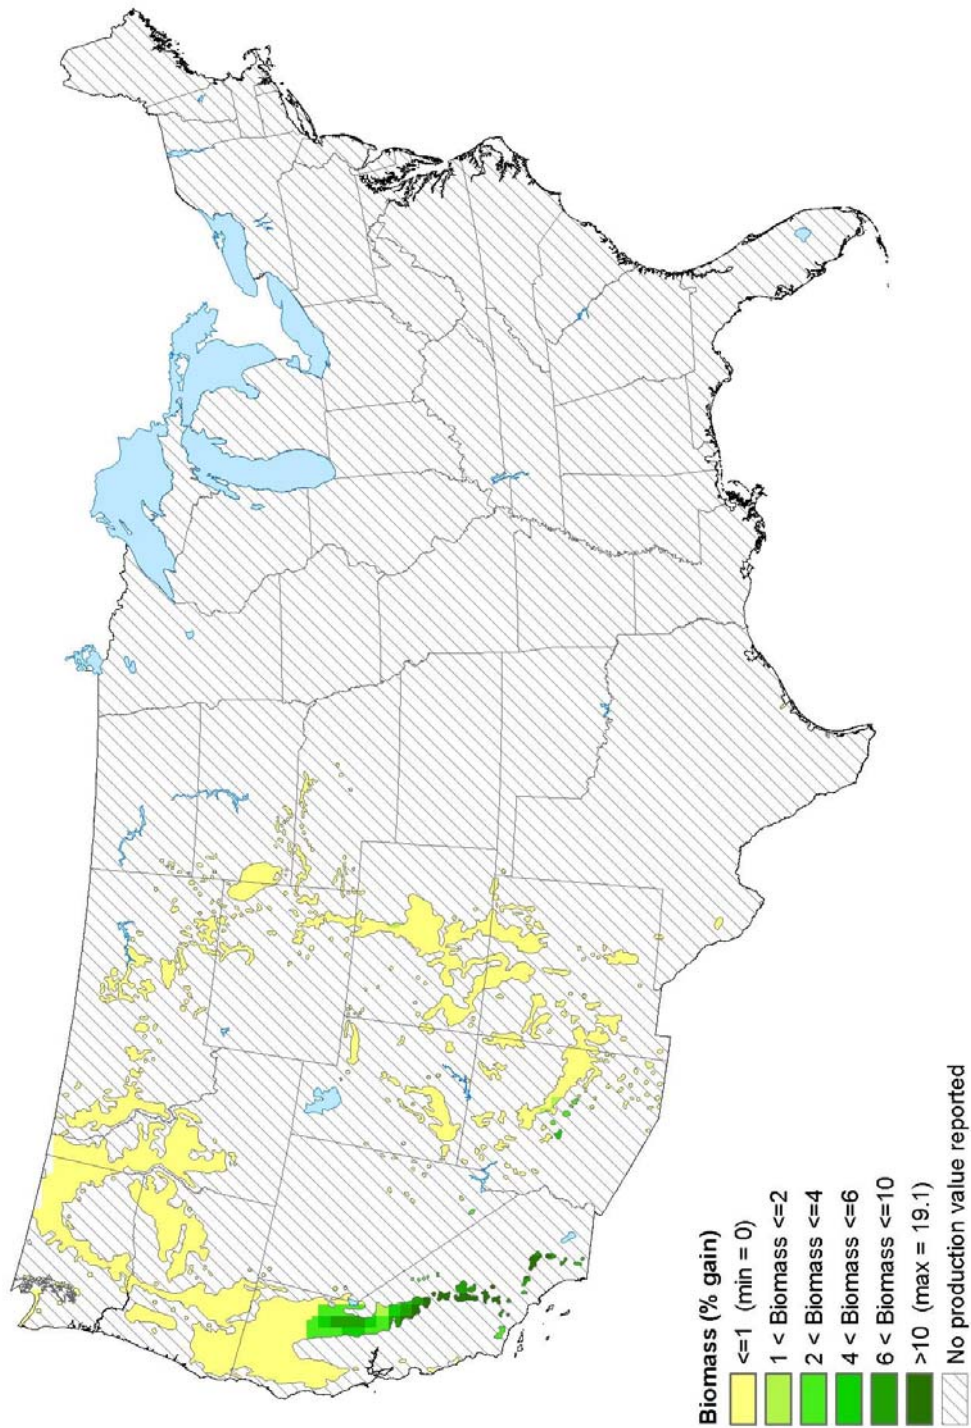 Biomass (% gain)
<=1 (min = 0)
1 < Biomass <=2
2 < Biomass <=4
4 < Biomass <=6
6 < Biomass <=10
>10 (max = 19.1)
No production value reported